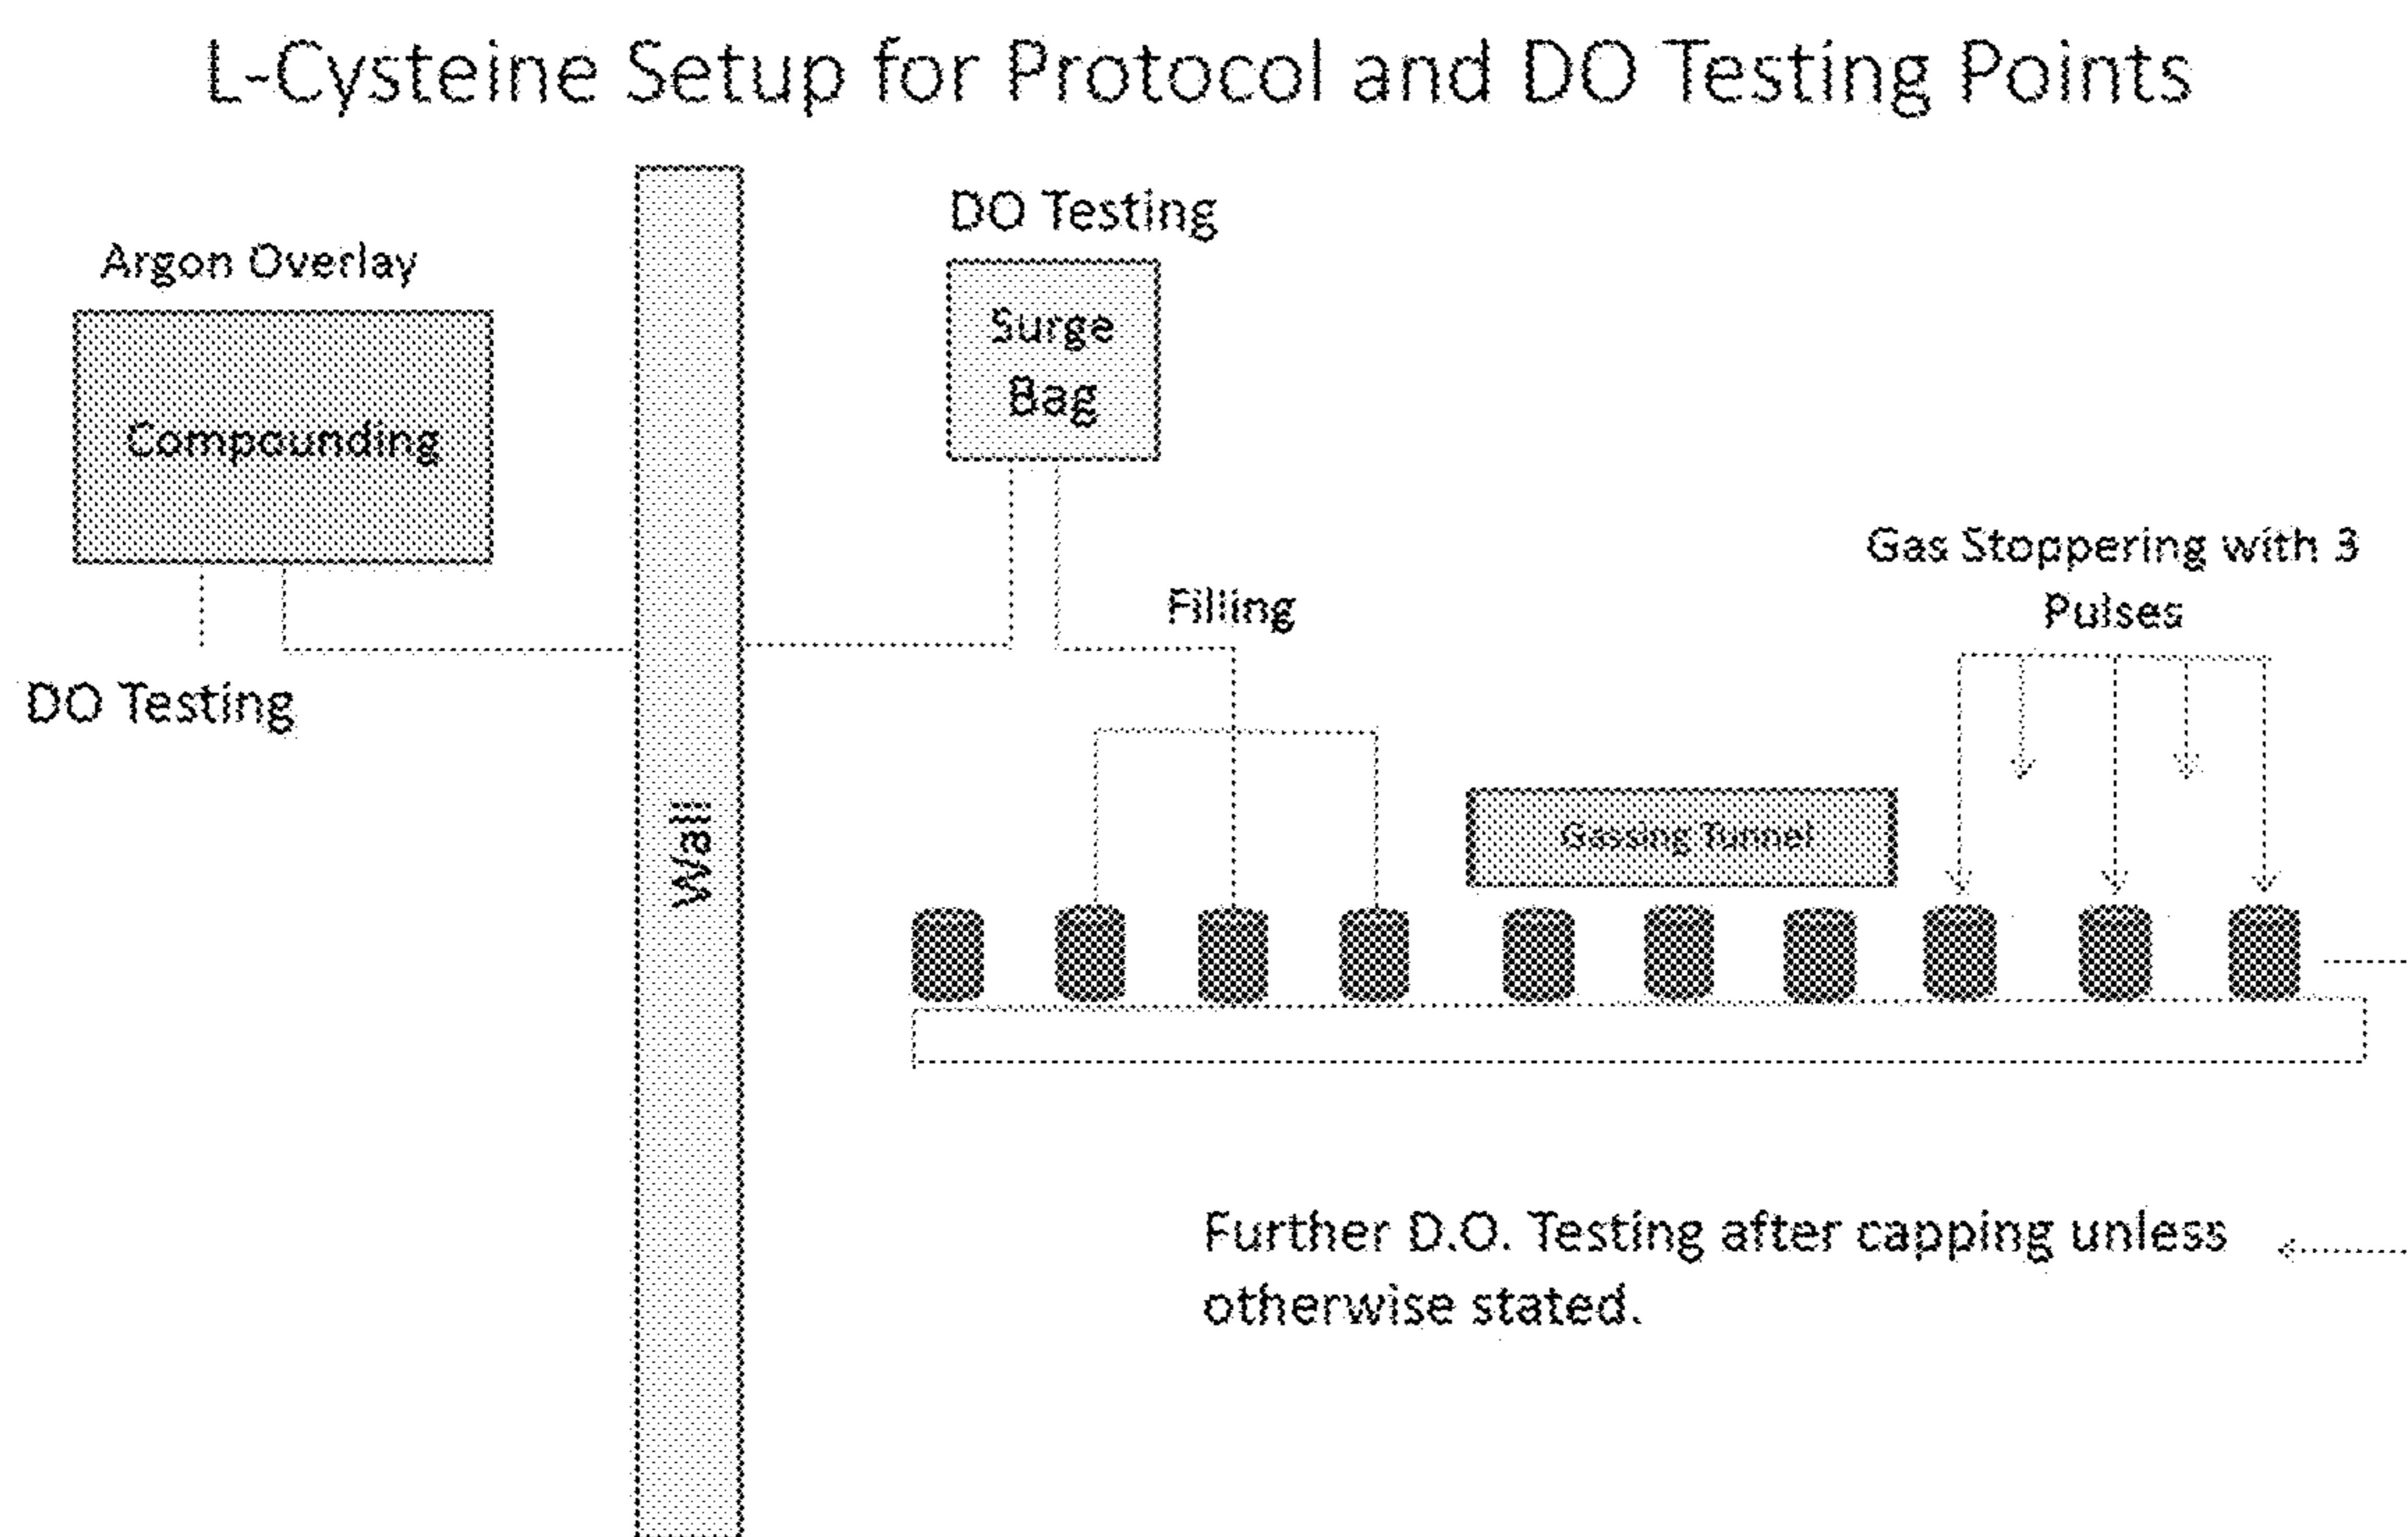 L-Cysteine Setup for Protocol and DO Testing Points
DO Testing
Argon Overlay
Surge
Bag
Compounding
Gas Stoppering with 3
Pulses
Filling
DO Testing
Gassing Tunnel
Wall
Further D.O. Testing after capping unless
otherwise stated.